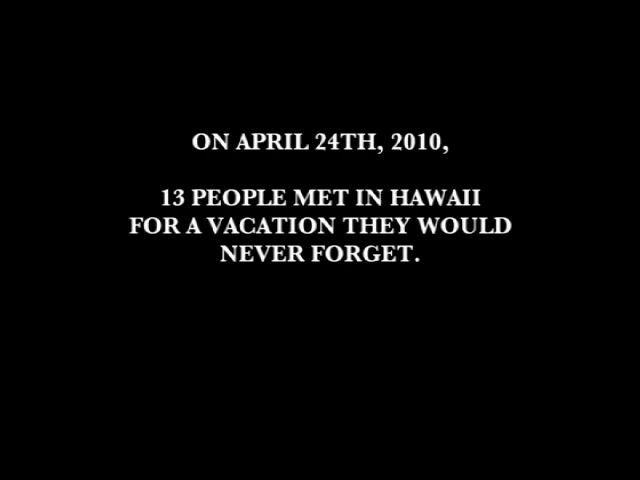 ON APRIL 24TH, 2010,
13 PEOPLE MET IN HAWAII
FOR A VACATION THEY WOULD
NEVER FORGET.